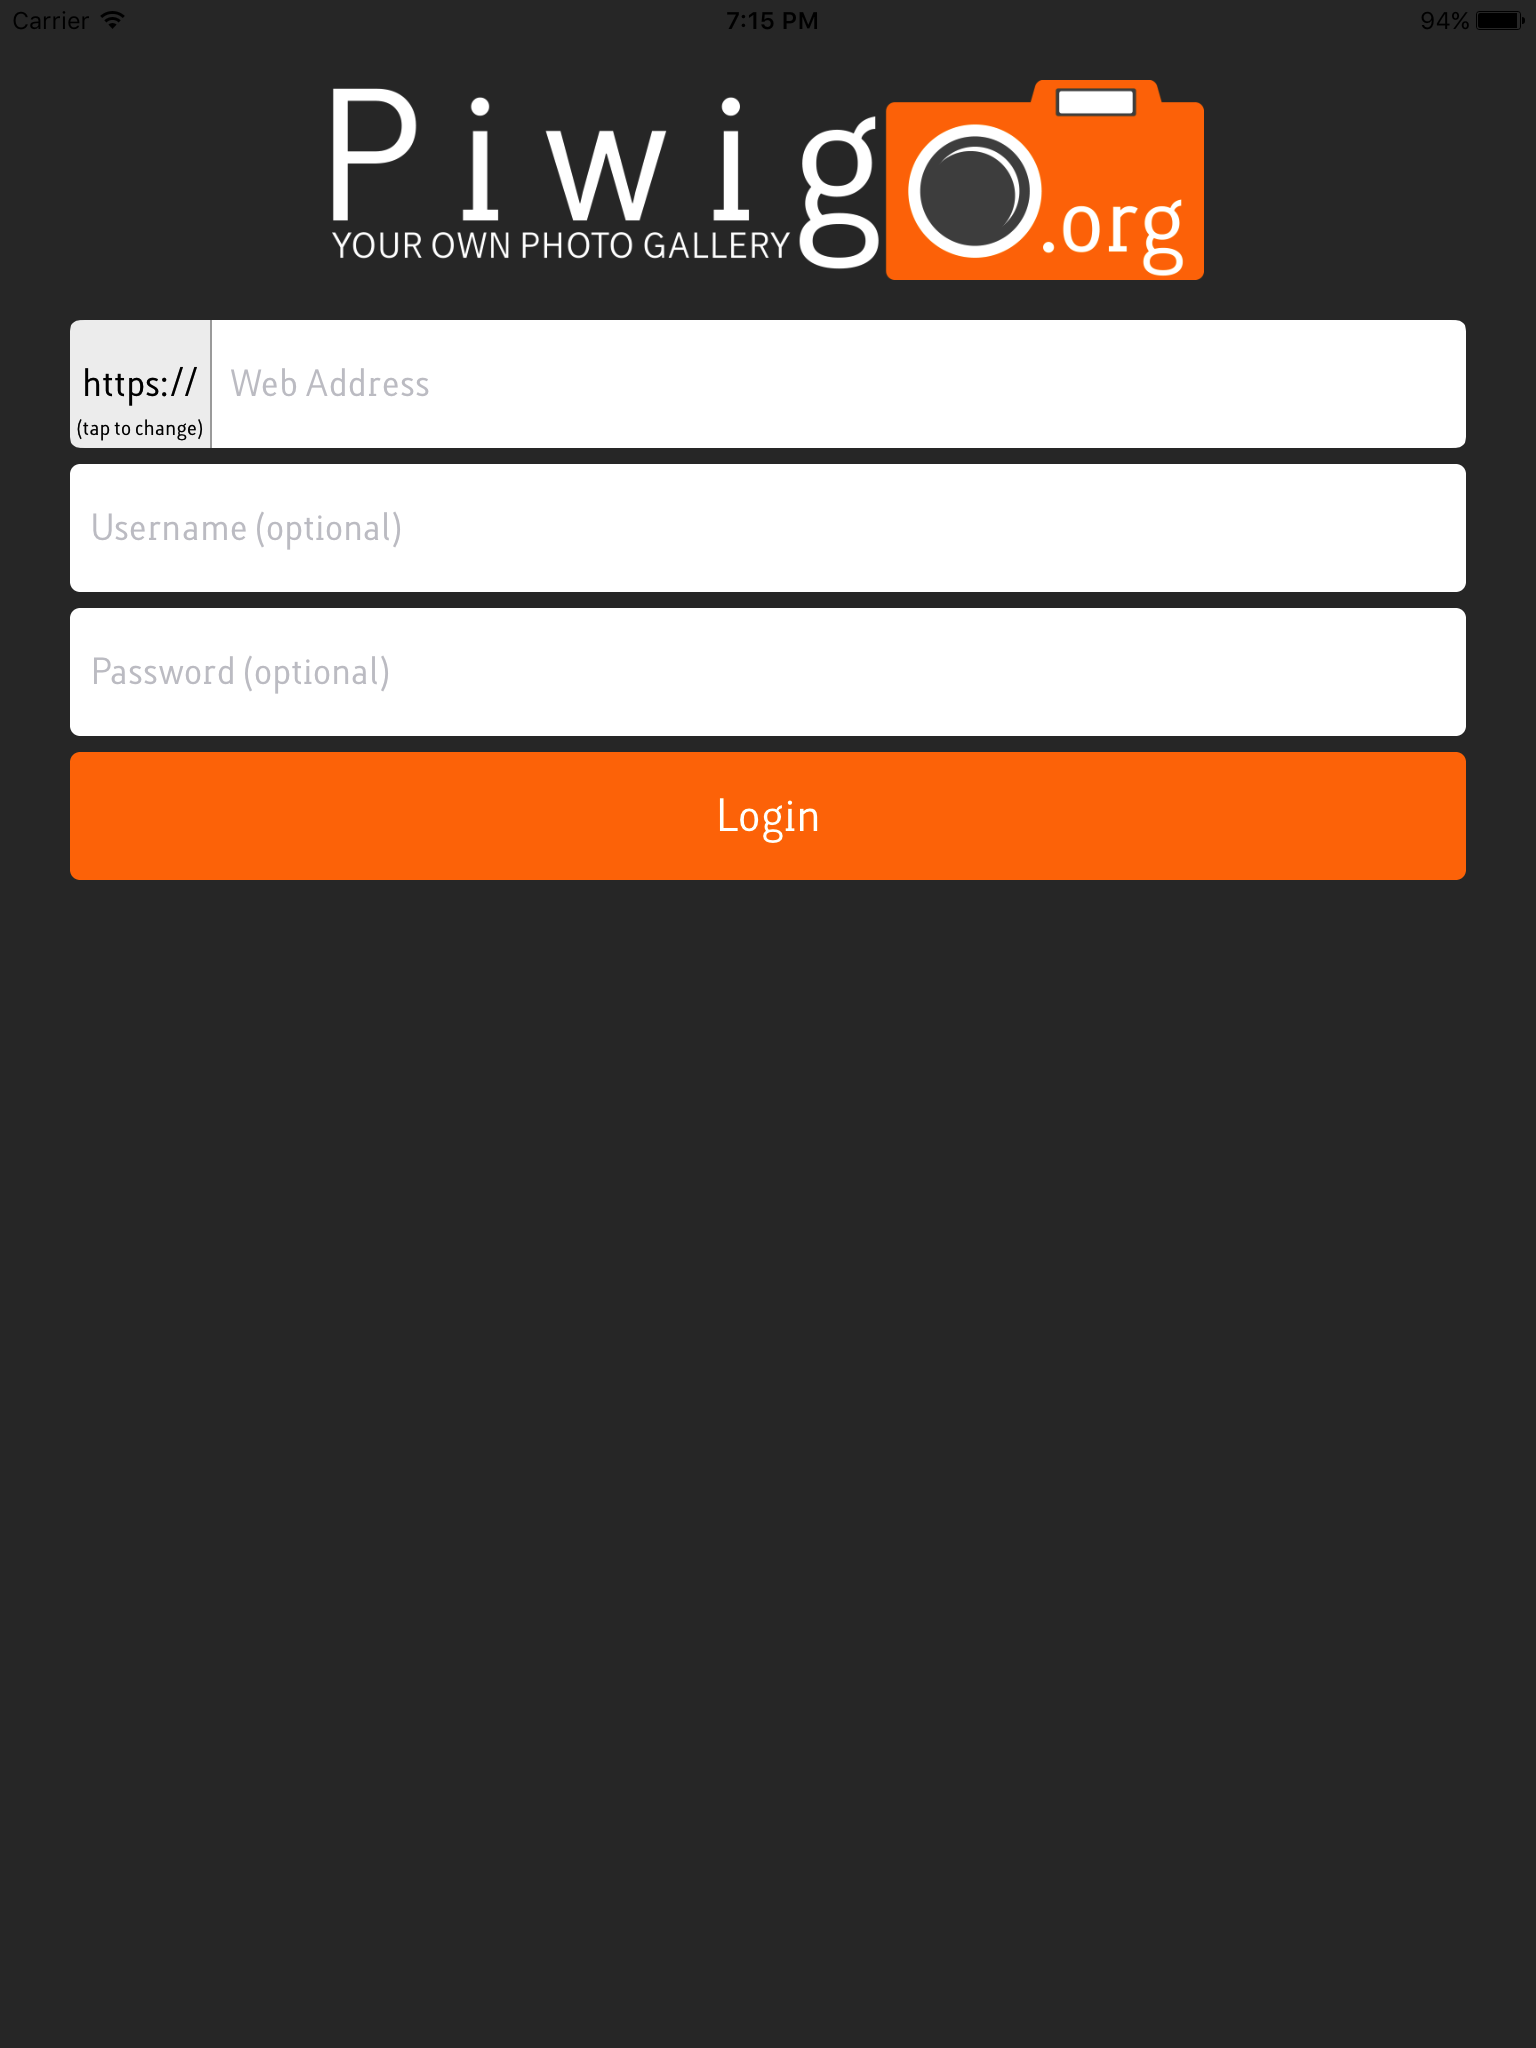 Carrier 7:15 PM 94%
Piwigo.org
YOUR OWN PHOTO GALLERY
https:// Web Address
(tap to change)
Username (optional)
Password (optional)
Login